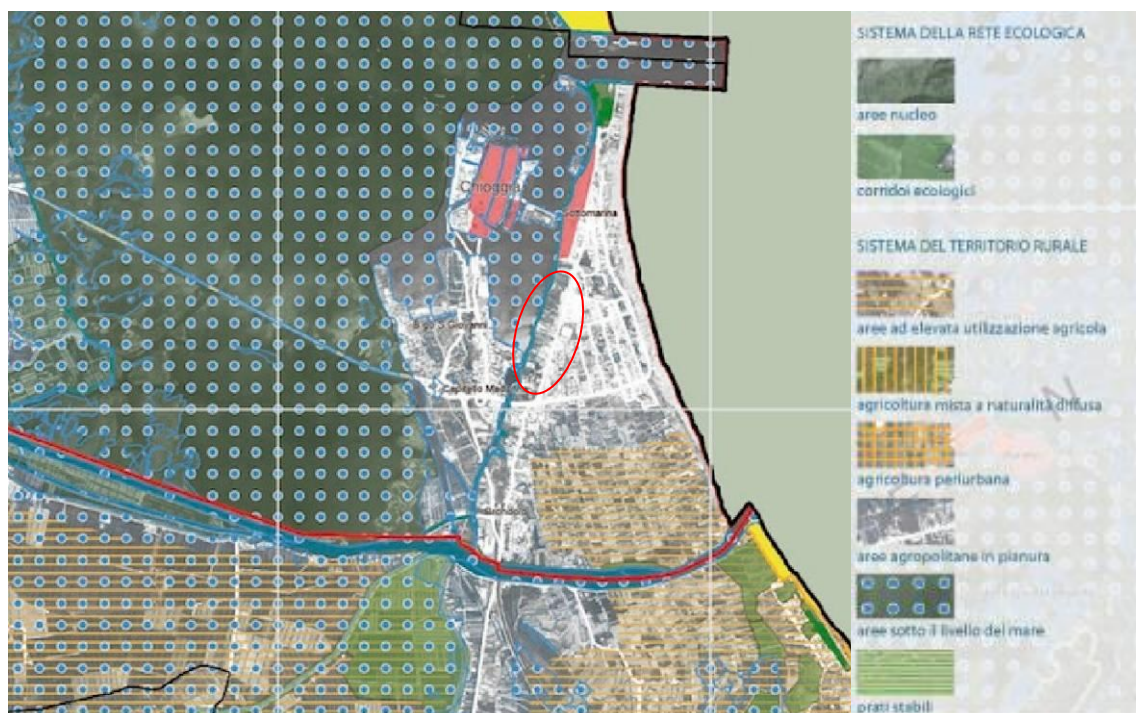 SISTEMA DELLA RETE ECOLOGICA
aree nucleo
corridoi ecologici
SISTEMA DEL TERRITORIO RURALE
aree ad elevata utilizzazione agricola
agricoltura mista a naturalità diffusa
agricoltura periurbana
aree agropolitane in pianura
aree sotto il livello del mare
prati stabili
Chioggia
Sottomarina